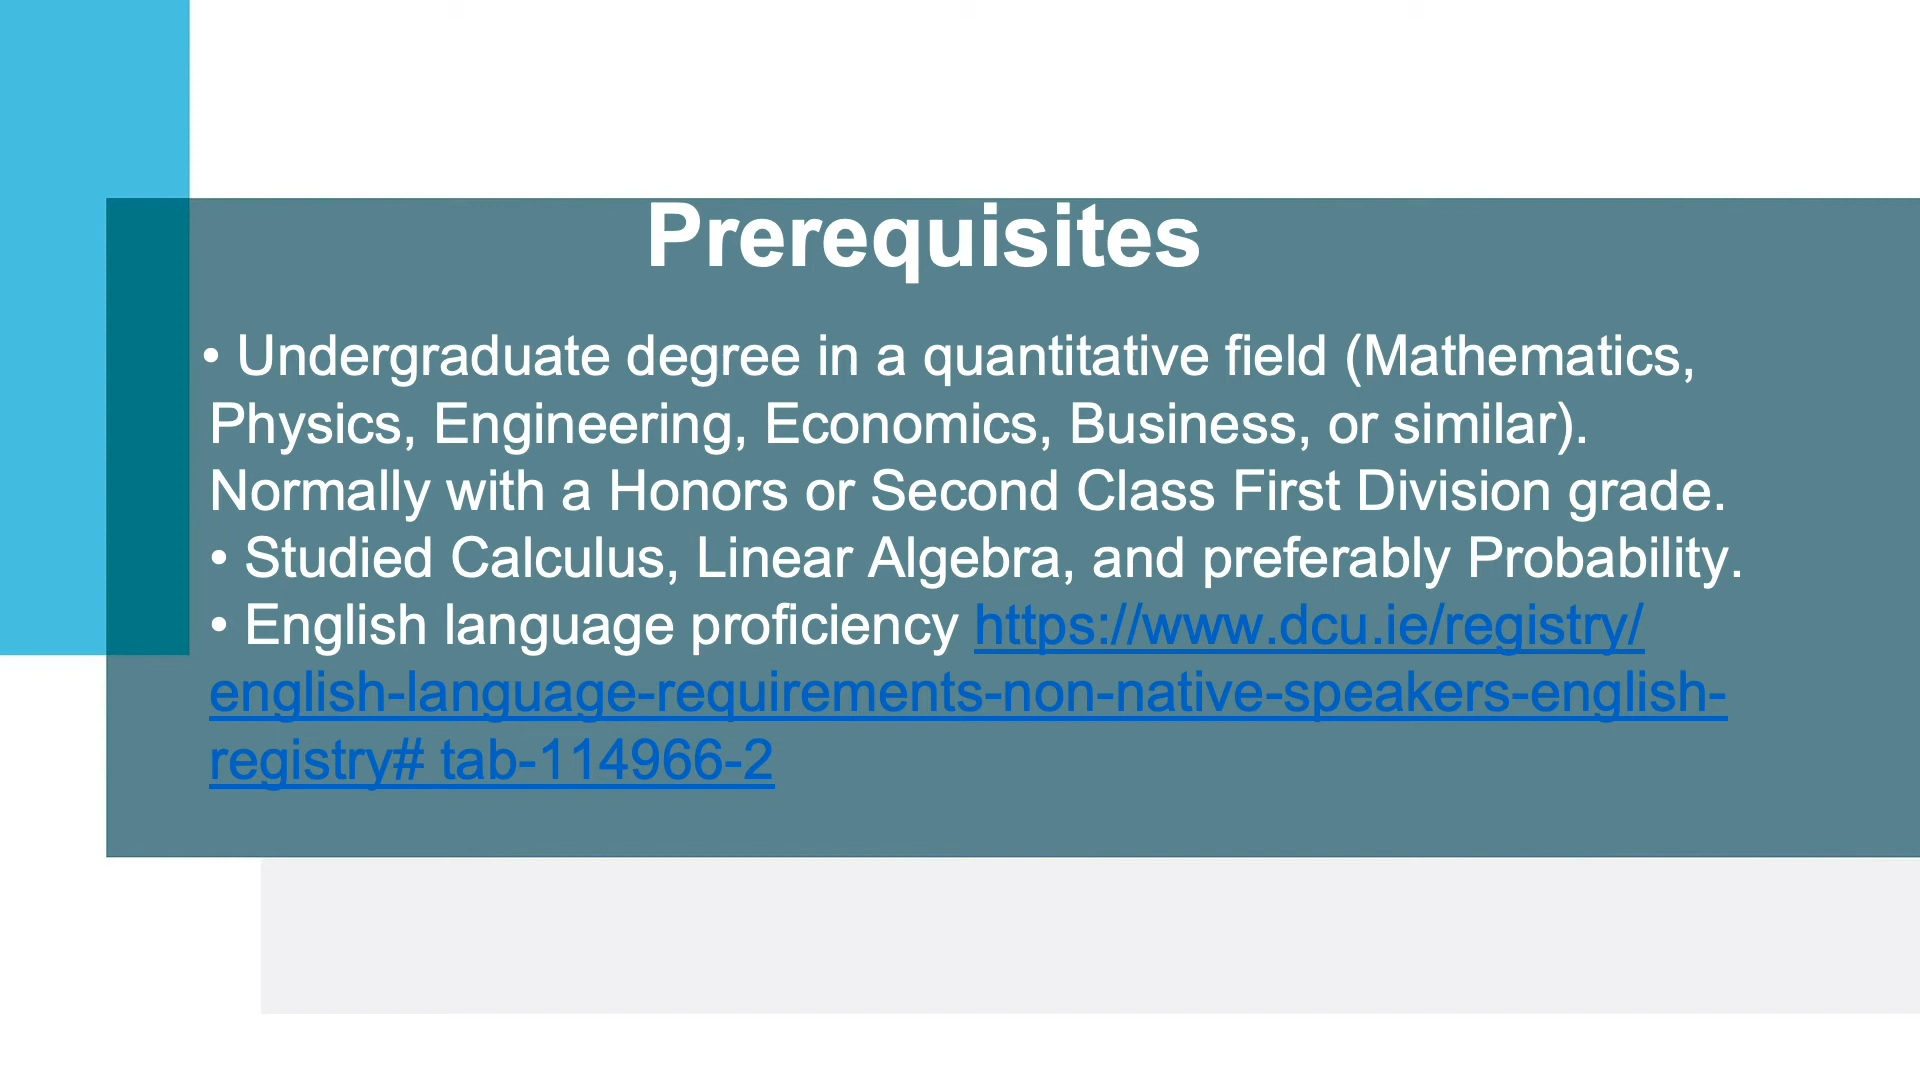 Prerequisites
• Undergraduate degree in a quantitative field (Mathematics,
Physics, Engineering, Economics, Business, or similar).
Normally with a Honors or Second Class First Division grade.
• Studied Calculus, Linear Algebra, and preferably Probability.
• English language proficiency https://www.dcu.ie/registry/
english-language-requirements-non-native-speakers-english-
registry# tab-114966-2